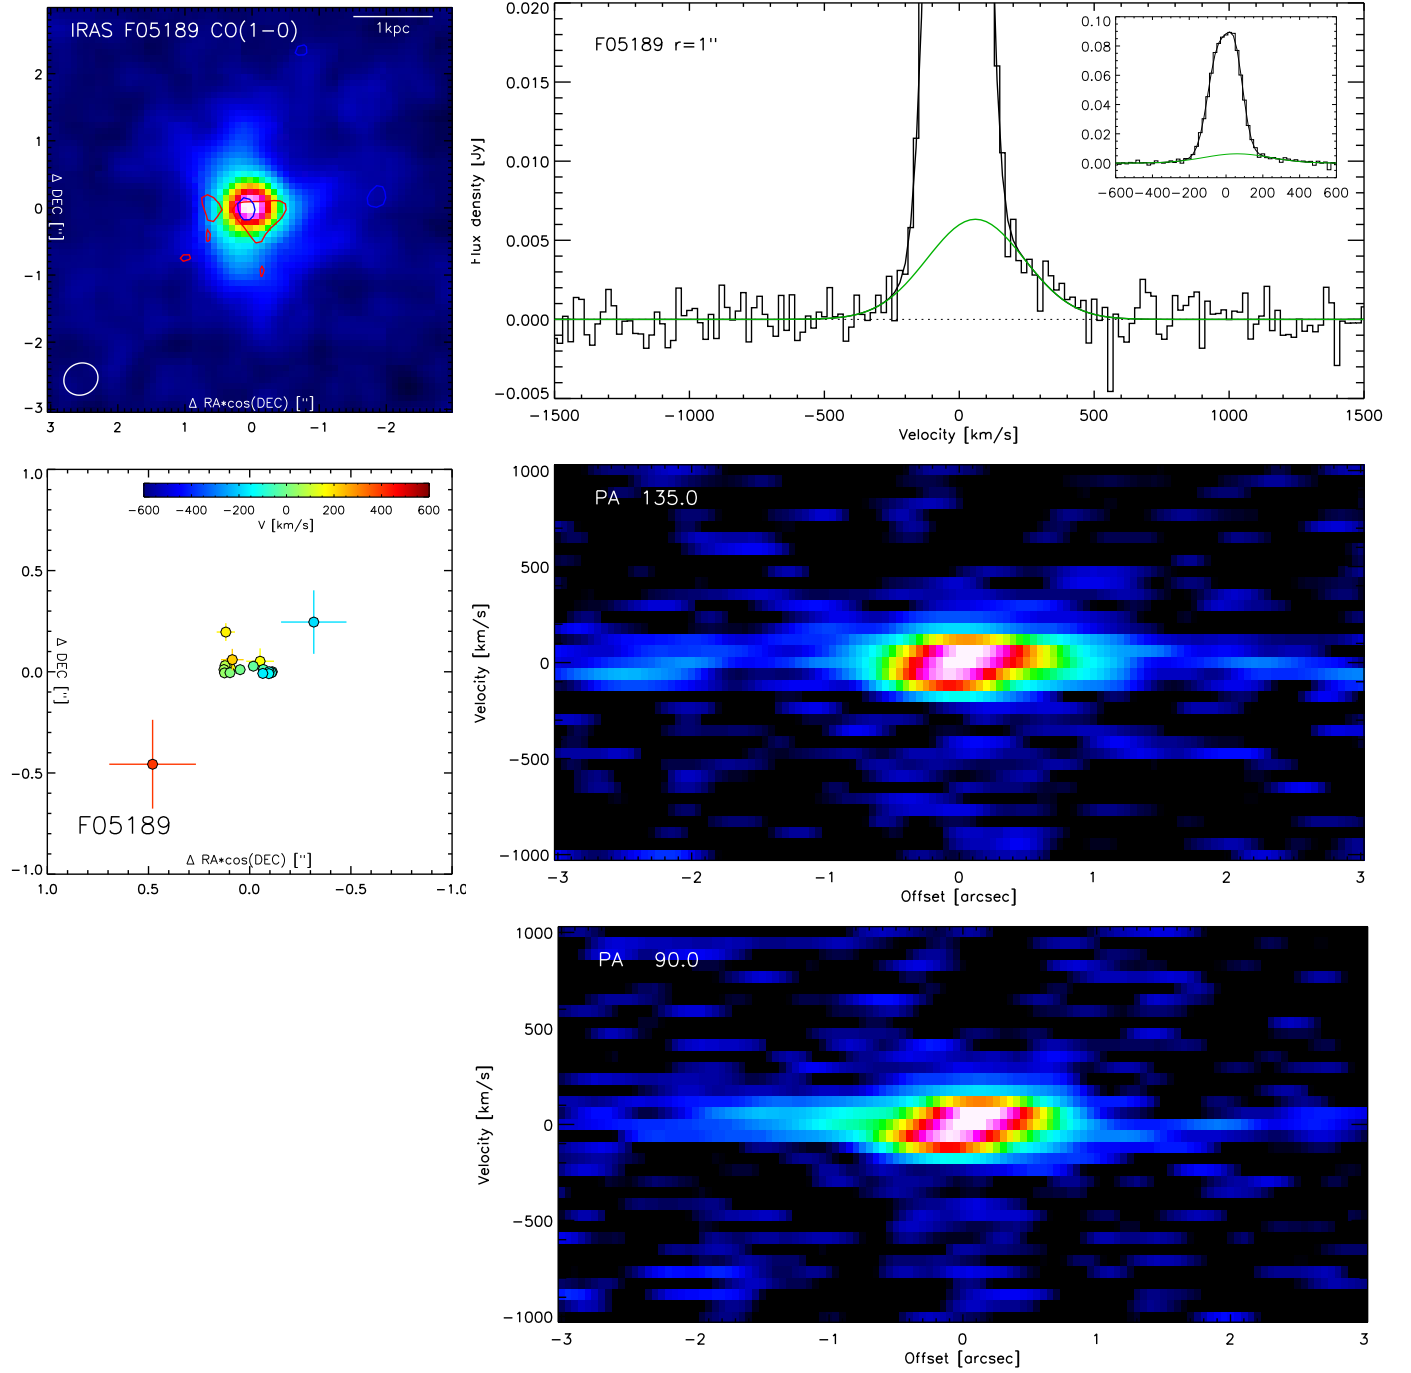 IRAS F05189 CO(1−0)
1kpc
2
1
0
−1
−2
−3
Δ DEC ["]
Δ RA*cos(DEC) ["]
3 2 1 0 −1 −2
F05189 r=1"
0.020
0.015
0.010
0.005
0.000
−0.005
Flux density [Jy]
−1500 −1000 −500 0 500 1000 1500
Velocity [km/s]
0.10
0.08
0.06
0.04
0.02
0.00
−600 −400 −200 0 200 400 600
1.0
0.5
0.0
−0.5
−1.0
Δ DEC ["]
−600 −400 −200 0 200 400 600
V [km/s]
F05189
Δ RA*cos(DEC) ["]
1.0 0.5 0.0 −0.5 −1.0
PA 135.0
1000
500
0
−500
−1000
Velocity [km/s]
−3 −2 −1 0 1 2 3
Offset [arcsec]
PA 90.0
1000
500
0
−500
−1000
Velocity [km/s]
−3 −2 −1 0 1 2 3
Offset [arcsec]